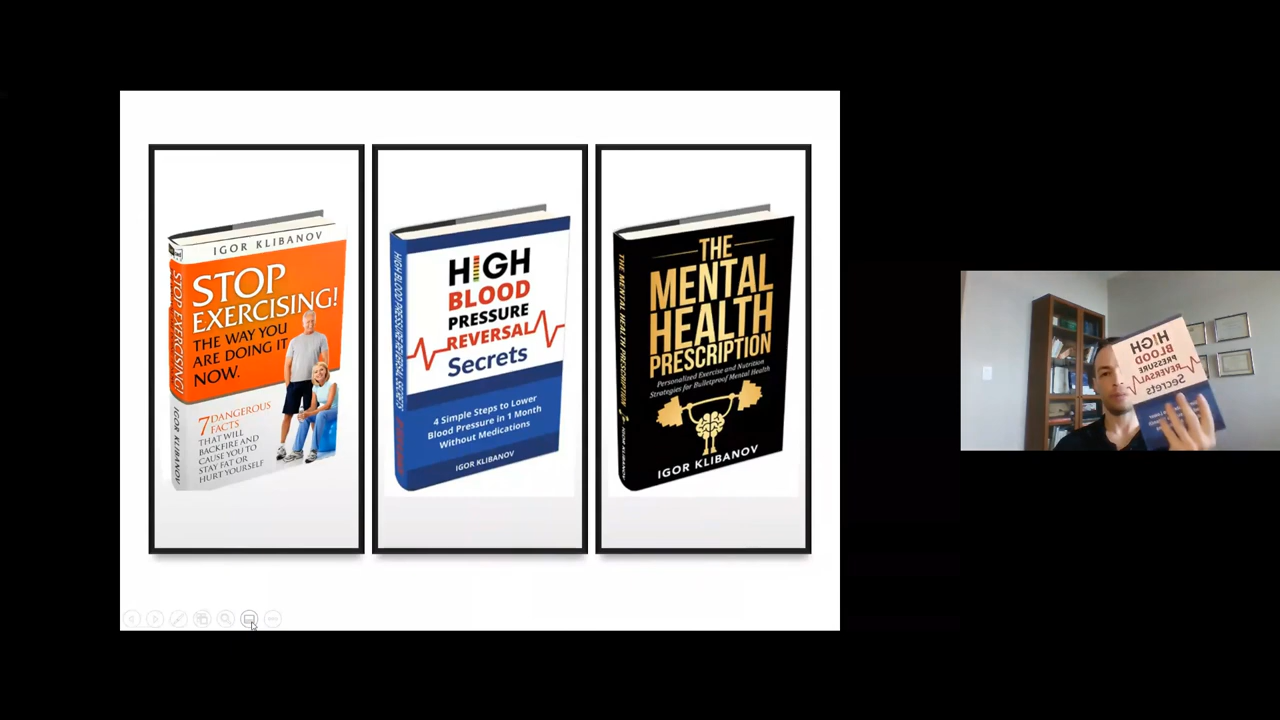 IGOR KLIBANOV
STOP
EXERCISING!
THE WAY YOU
ARE DOING IT
NOW.
7 DANGEROUS
FACTS
THAT WILL
BACKFIRE AND
CAUSE YOU TO
STAY FAT OR
HURT YOURSELF
STOP EXERCISING!
IGOR KLIBANOV
HIGH
BLOOD
PRESSURE
REVERSAL
Secrets
4 Simple Steps to Lower
Blood Pressure in 1 Month
Without Medications
IGOR KLIBANOV
HIGH BLOOD PRESSURE REVERSAL SECRETS
THE
MENTAL
HEALTH
PRESCRIPTION
Personalized Exercise and Nutrition
Strategies for Bulletproof Mental Health
IGOR KLIBANOV
THE MENTAL HEALTH PRESCRIPTION
IGOR KLIBANOV
HIGH
BLOOD
PRESSURE
REVERSAL
Secrets